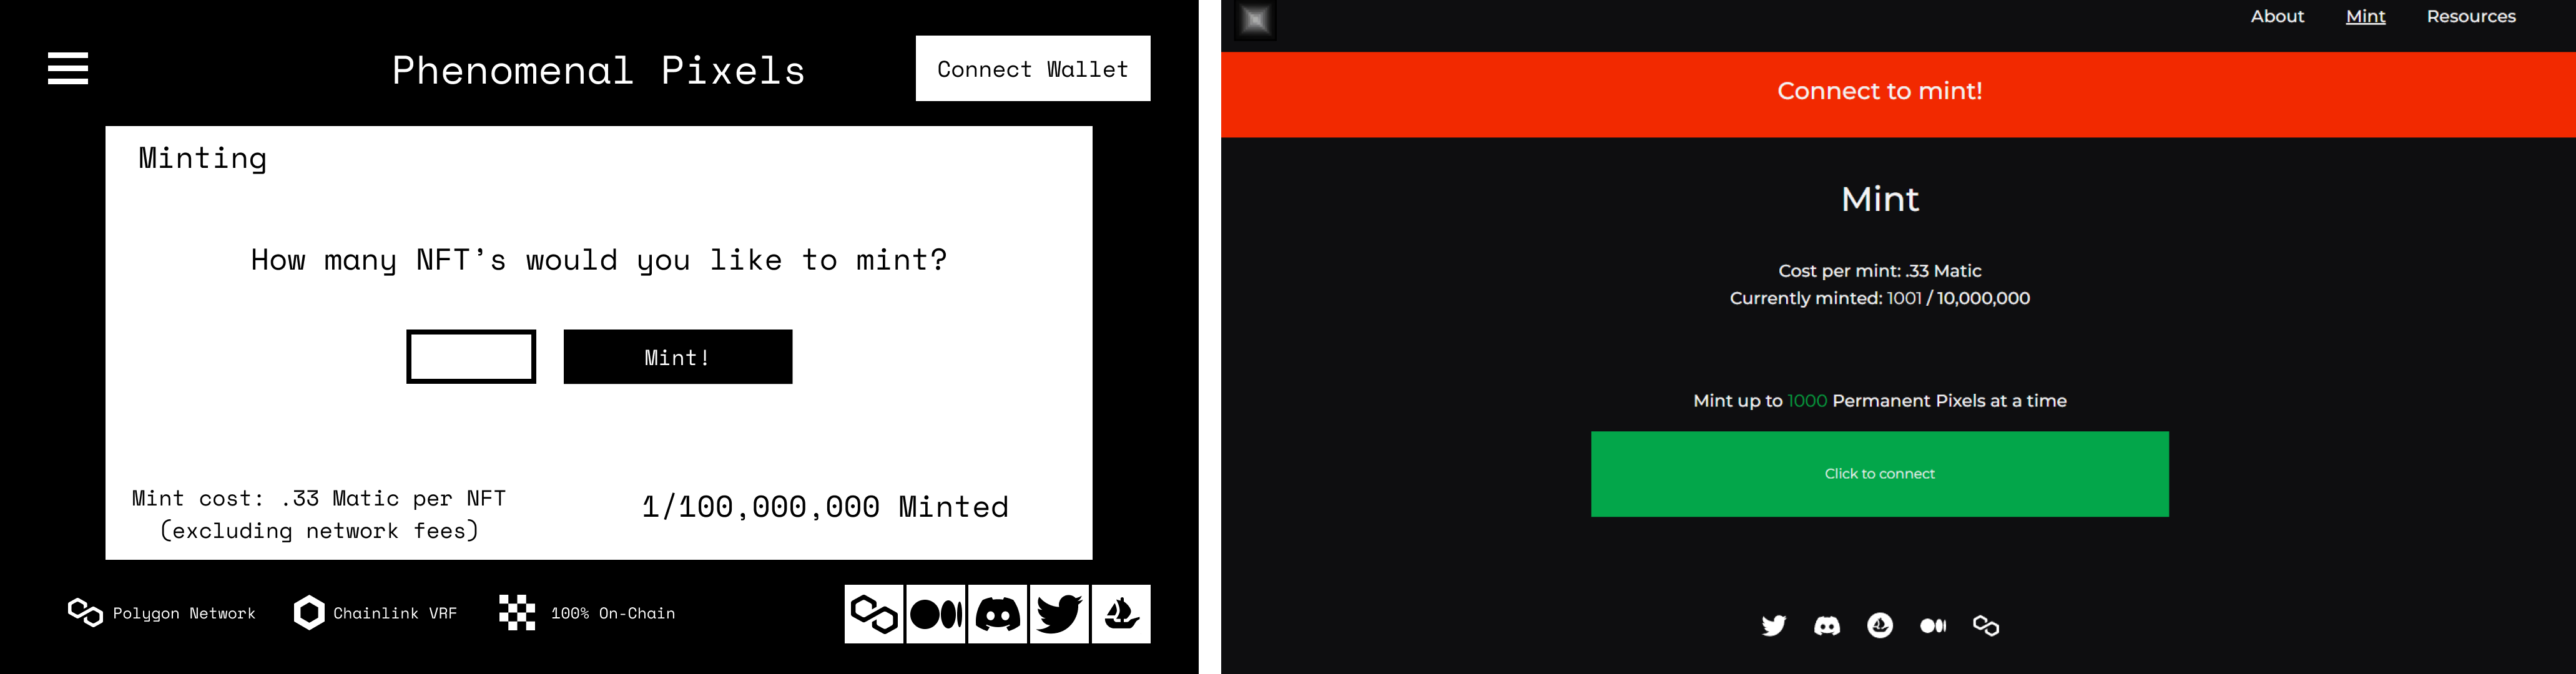 Phenomenal Pixels
Connect Wallet
Minting
How many NFT’s would you like to mint?
Mint!
Mint cost: .33 Matic per NFT
(excluding network fees)
1/100,000,000 Minted
Polygon Network
Chainlink VRF
100% On-Chain
About
Mint
Resources
Connect to mint!
Mint
Cost per mint: .33 Matic
Currently minted: 1001 / 10,000,000
Mint up to 1000 Permanent Pixels at a time
Click to connect